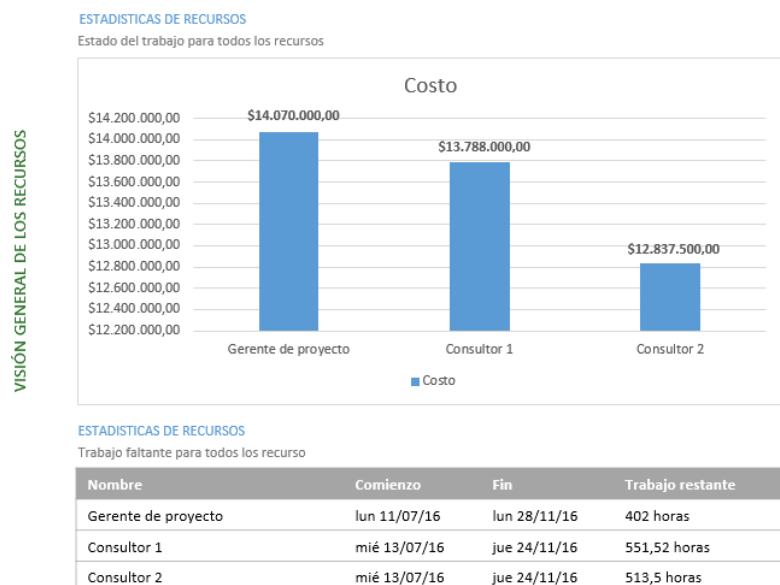 VISIÓN GENERAL DE LOS RECURSOS
ESTADISTICAS DE RECURSOS
Estado del trabajo para todos los recursos
Costo
$14.200.000,00
$14.000.000,00
$13.800.000,00
$13.600.000,00
$13.400.000,00
$13.200.000,00
$13.000.000,00
$12.800.000,00
$12.600.000,00
$12.400.000,00
$12.200.000,00
$14.070.000,00
$13.788.000,00
$12.837.500,00
Gerente de proyecto Consultor 1 Consultor 2
Costo
ESTADISTICAS DE RECURSOS
Trabajo faltante para todos los recurso
Nombre Comienzo Fin Trabajo restante
Gerente de proyecto lun 11/07/16 lun 28/11/16 402 horas
Consultor 1 mié 13/07/16 jue 24/11/16 551,52 horas
Consultor 2 mié 13/07/16 jue 24/11/16 513,5 horas